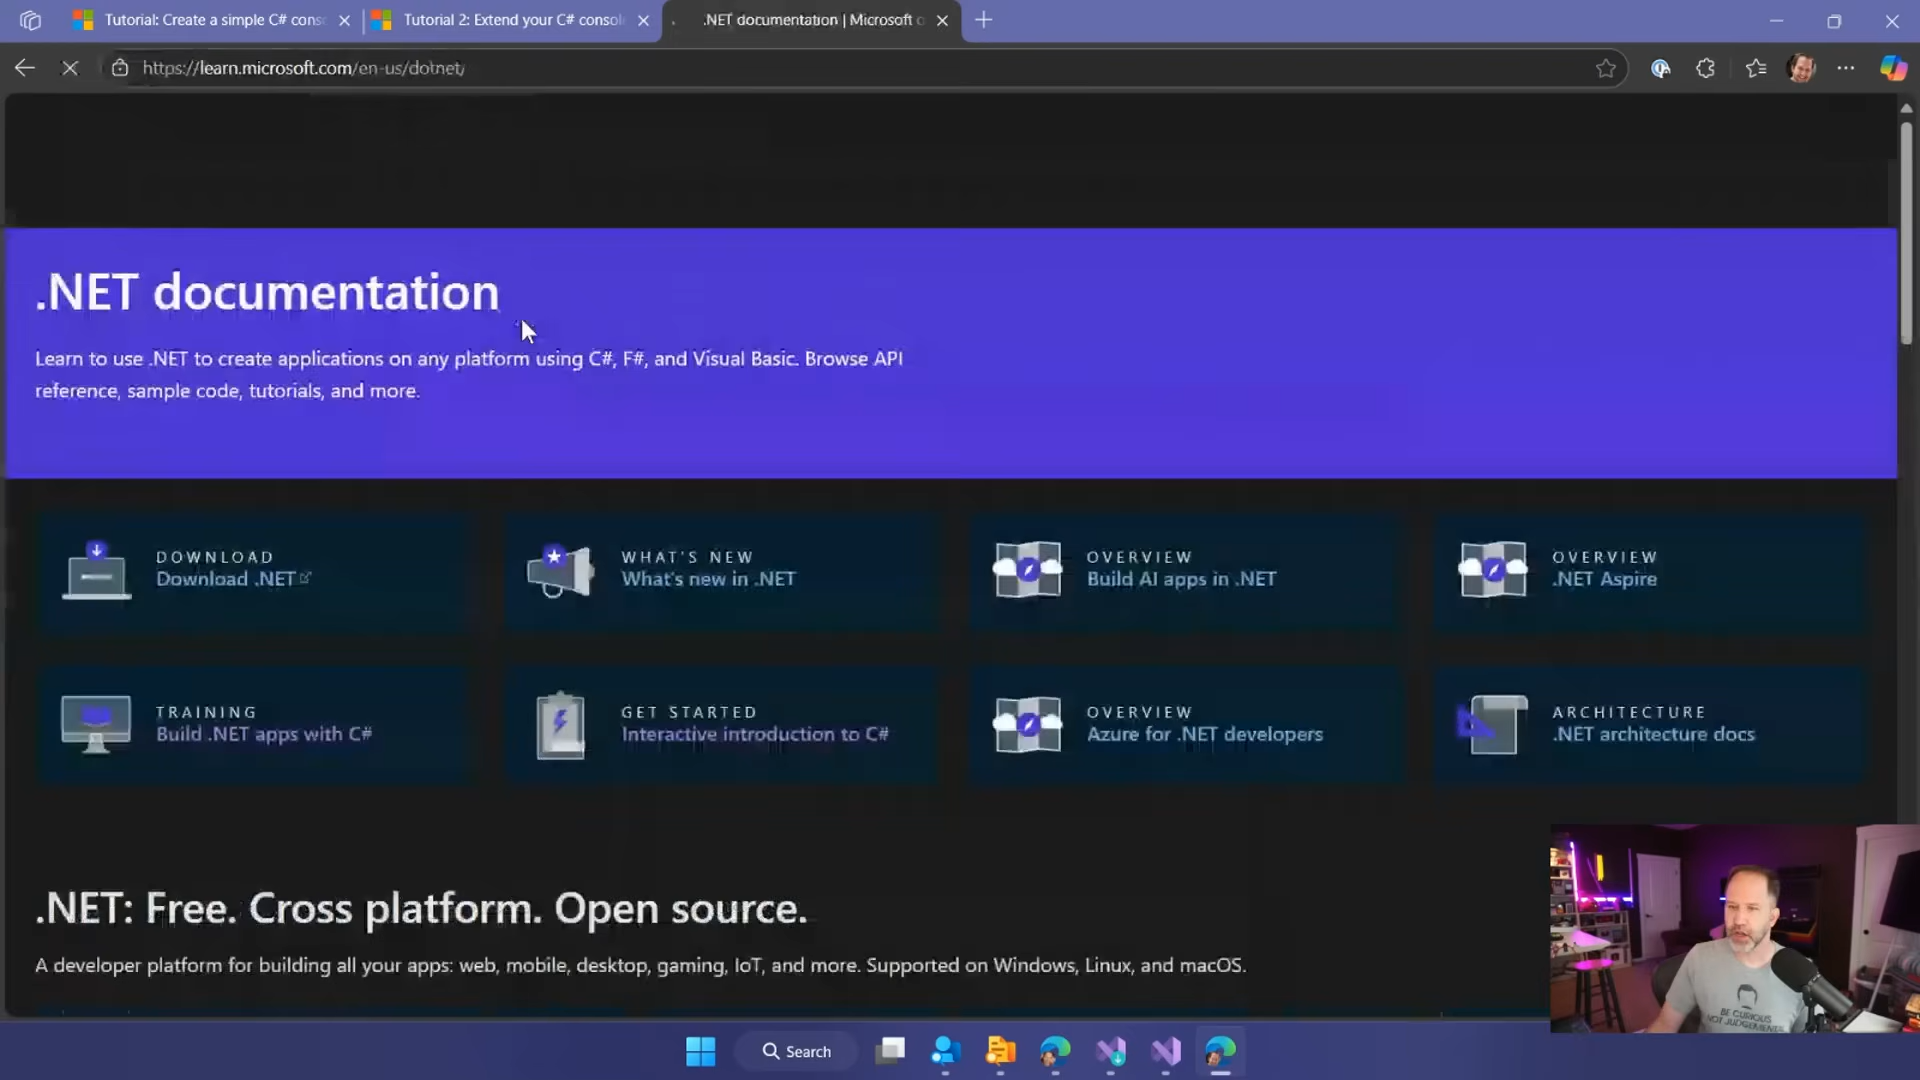 Tutorial: Create a simple C# cons
Tutorial 2: Extend your C# consol
.NET documentation | Microsoft
https://learn.microsoft.com/en-us/dotnet/
.NET documentation
Learn to use .NET to create applications on any platform using C#, F#, and Visual Basic. Browse API
reference, sample code, tutorials, and more.
DOWNLOAD
Download .NET
WHAT'S NEW
What's new in .NET
OVERVIEW
Build AI apps in .NET
OVERVIEW
.NET Aspire
TRAINING
Build .NET apps with C#
GET STARTED
Interactive introduction to C#
OVERVIEW
Azure for .NET developers
ARCHITECTURE
.NET architecture docs
.NET: Free. Cross platform. Open source.
A developer platform for building all your apps: web, mobile, desktop, gaming, IoT, and more. Supported on Windows, Linux, and macOS.
BE CURIOUS
NOT JUDGEMENTAL
Search